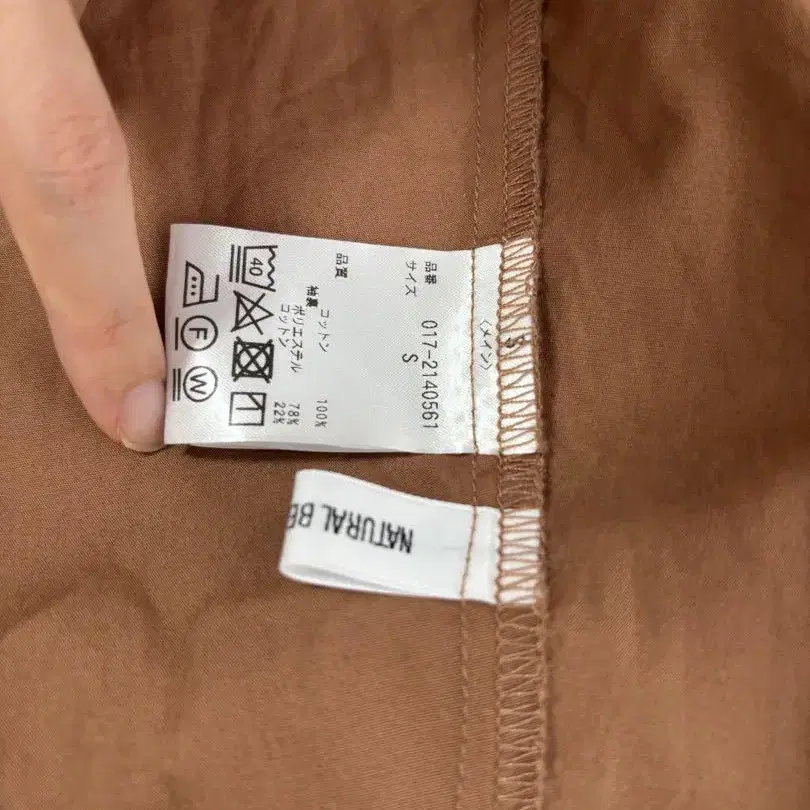 〈メイン〉 S
品番 017-2140561
サイズ S
品質
コットン 100%
袖裏
ポリエステル 78%
コットン 22%
40
F
W
NATURAL BE